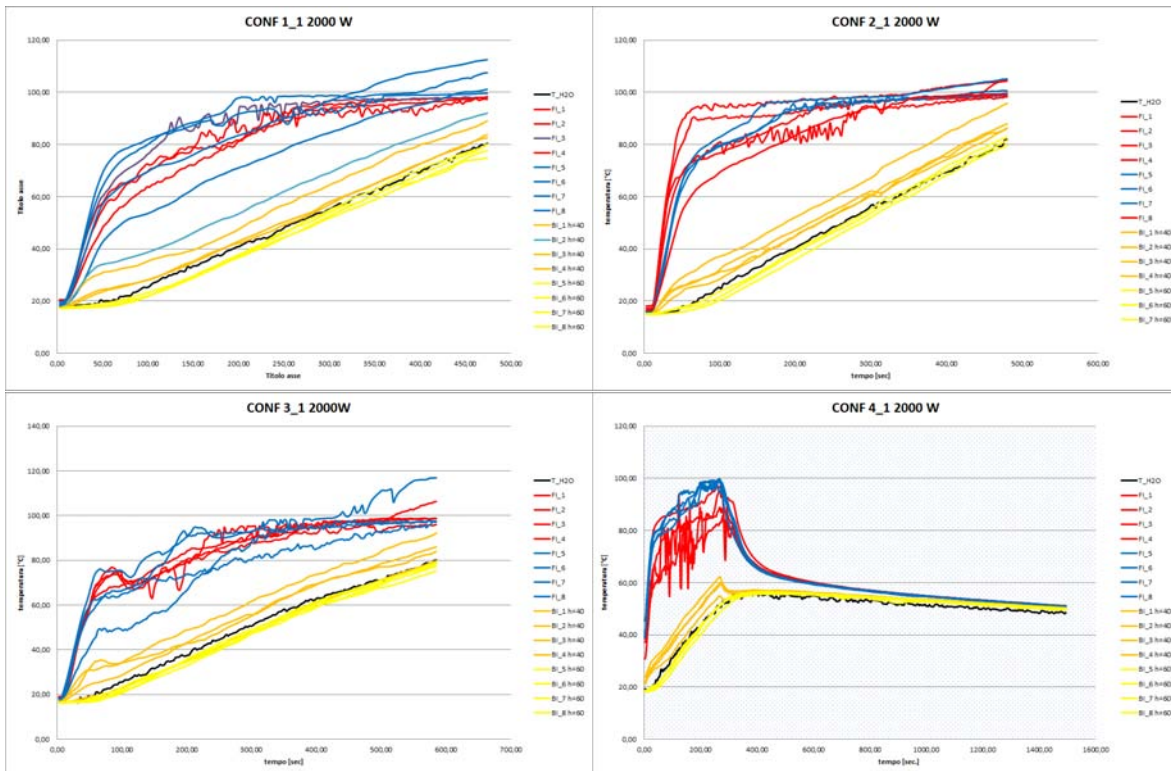 CONF 1_1 2000 W
120,00
100,00
80,00
60,00
40,00
20,00
0,00
Titolo asse
0,00 50,00 100,00 150,00 200,00 250,00 300,00 350,00 400,00 450,00 500,00
Titolo asse
T_H2O
FI_1
FI_2
FI_3
FI_4
FI_5
FI_6
FI_7
FI_8
BI_1 h=40
BI_2 h=40
BI_3 h=40
BI_4 h=40
BI_5 h=60
BI_6 h=60
BI_7 h=60
BI_8 h=60
CONF 2_1 2000 W
120,00
100,00
80,00
60,00
40,00
20,00
0,00
temperatura [°C]
0,00 100,00 200,00 300,00 400,00 500,00 600,00
tempo [sec]
T_H2O
FI_1
FI_2
FI_3
FI_4
FI_5
FI_6
FI_7
FI_8
BI_1 h=40
BI_2 h=40
BI_3 h=40
BI_4 h=40
BI_5 h=60
BI_6 h=60
BI_7 h=60
CONF 3_1 2000W
140,00
120,00
100,00
80,00
60,00
40,00
20,00
0,00
temperatura [°C]
0,00 100,00 200,00 300,00 400,00 500,00 600,00 700,00
tempo [sec]
T_H2O
FI_1
FI_2
FI_3
FI_4
FI_5
FI_6
FI_7
FI_8
BI_1 h=40
BI_2 h=40
BI_3 h=40
BI_4 h=40
BI_5 h=60
BI_6 h=60
BI_7 h=60
BI_8 h=60
CONF 4_1 2000 W
120,00
100,00
80,00
60,00
40,00
20,00
0,00
temperatura [°C]
0,00 200,00 400,00 600,00 800,00 1000,00 1200,00 1400,00 1600,00
tempo [sec.]
T_H2O
FI_1
FI_2
FI_3
FI_4
FI_5
FI_6
FI_7
FI_8
BI_1 h=40
BI_2 h=40
BI_3 h=40
BI_4 h=40
BI_5 h=60
BI_6 h=60
BI_7 h=60
BI_8 h=60